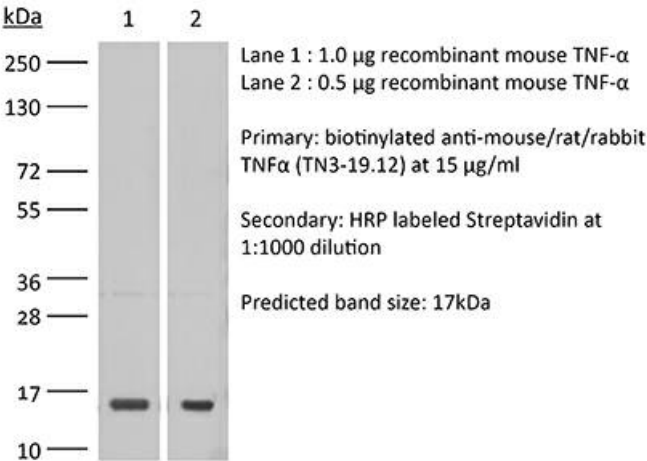 kDa
1 2
250
130
72
55
36
28
17
10
Lane 1 : 1.0 µg recombinant mouse TNF-α
Lane 2 : 0.5 µg recombinant mouse TNF-α
Primary: biotinylated anti-mouse/rat/rabbit
TNFα (TN3-19.12) at 15 µg/ml
Secondary: HRP labeled Streptavidin at
1:1000 dilution
Predicted band size: 17kDa